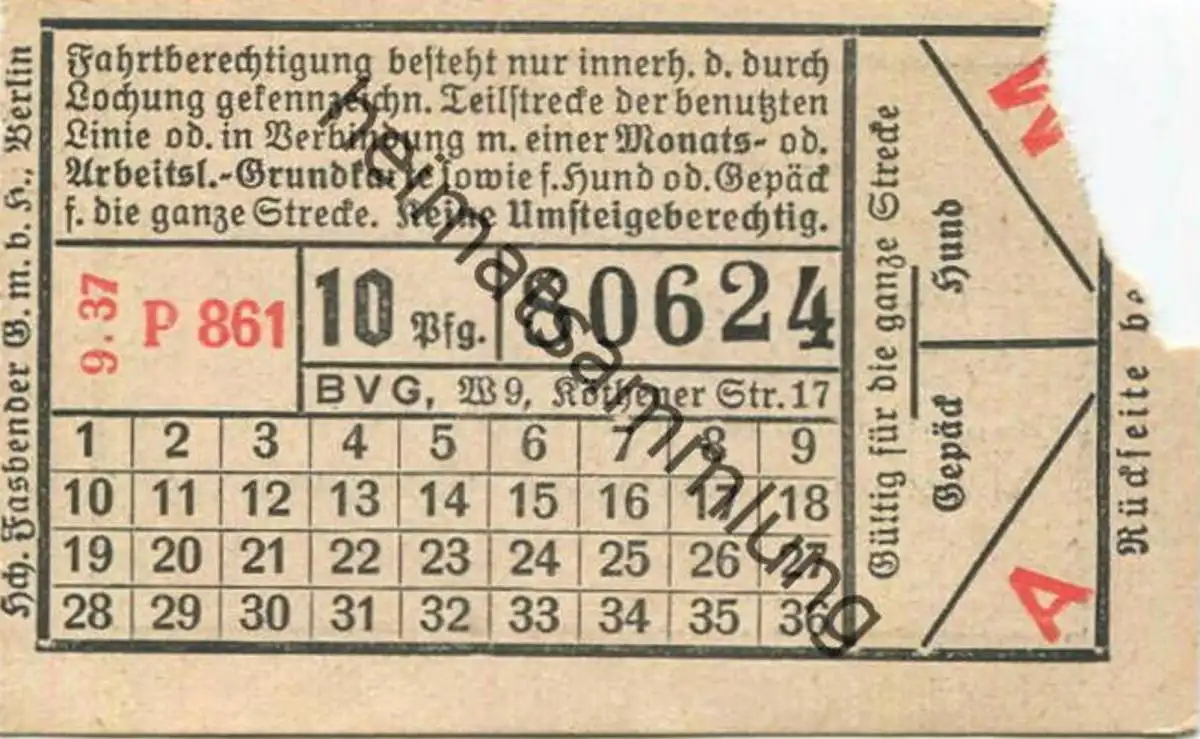 Fahrtberechtigung besteht nur innerh. d. durch
Lochung gekennzeichn. Teilstrecke der benutzten
Linie od. in Verbindung m. einer Monats- od.
Arbeitsl.-Grundkarte sowie f. Hund od. Gepäck
f. die ganze Strecke. Keine Umsteigeberechtig.
9. 37
P 861
10 Pfg.
80624
BVG, W 9, Köthener Str. 17
1 2 3 4 5 6 7 8 9
10 11 12 13 14 15 16 17 18
19 20 21 22 23 24 25 26 27
28 29 30 31 32 33 34 35 36
Hch. Fasbender G. m. b. H., Berlin
Gültig für die ganze Strecke
Hund
Gepäck
A
Rückseite
heimatsammlung